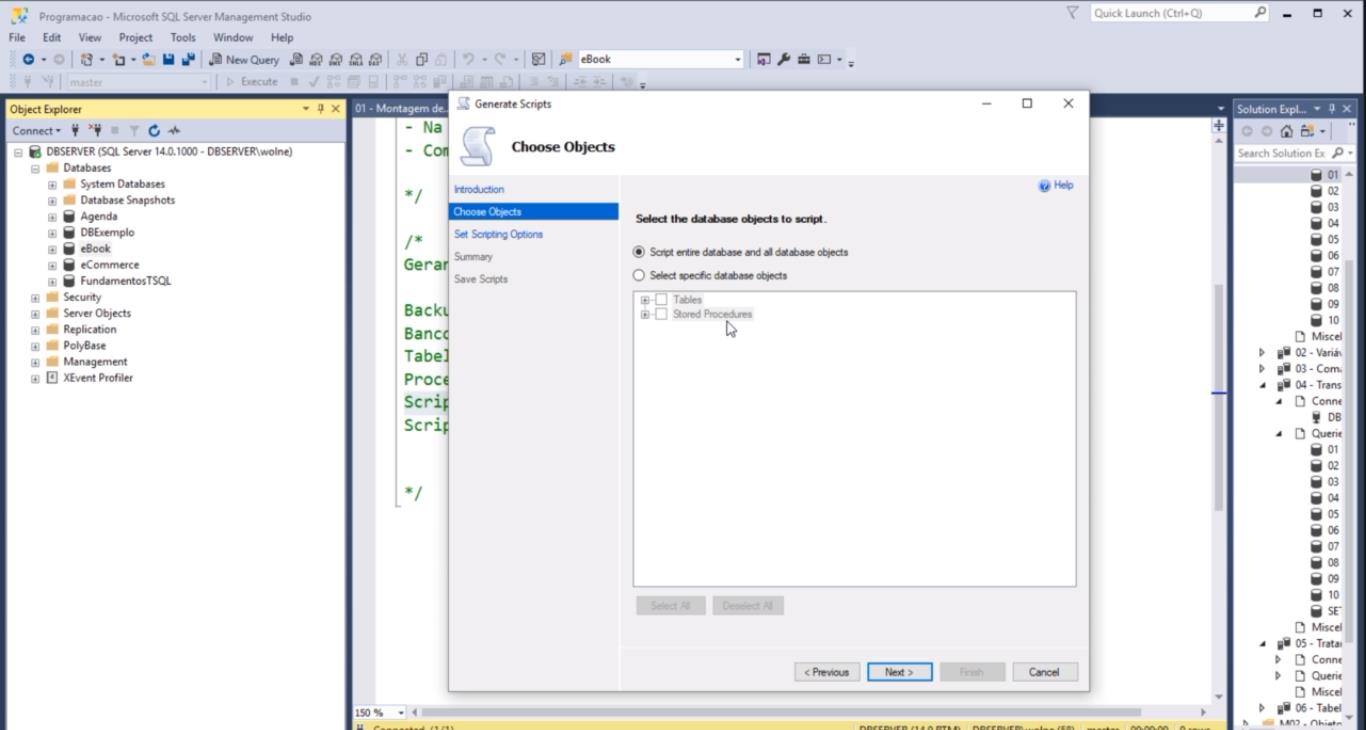 Programacao - Microsoft SQL Server Management Studio
Quick Launch (Ctrl+Q)
File Edit View Project Tools Window Help
New Query
eBook
master
Execute
Object Explorer
Connect
DBSERVER (SQL Server 14.0.1000 - DBSERVER\wolne)
Databases
System Databases
Database Snapshots
Agenda
DBExemplo
eBook
eCommerce
FundamentosTSQL
Security
Server Objects
Replication
PolyBase
Management
XEvent Profiler
01 - Montagem de...
- Na
- Com
*/
/*
Gerar
Backu
Banco
Tabel
Proce
Scrip
Scrip
*/
150 %
Connected. (1/1)
DBSERVER (14.0 RTM)
DBSERVER\wolne (58)
master
00:00:00
0 rows
Generate Scripts
Choose Objects
Introduction
Choose Objects
Set Scripting Options
Summary
Save Scripts
Help
Select the database objects to script.
Script entire database and all database objects
Select specific database objects
Tables
Stored Procedures
Select All
Deselect All
< Previous
Next >
Finish
Cancel
Solution Expl...
Search Solution Ex
01
02
03
04
05
06
07
08
09
10
Miscel
02 - Variáv
03 - Coma
04 - Trans
Conne
DB
Querie
01
02
03
04
05
06
07
08
09
10
SET
Miscel
05 - Tratar
Conne
Querie
Miscel
06 - Tabel
M02 - Objeto